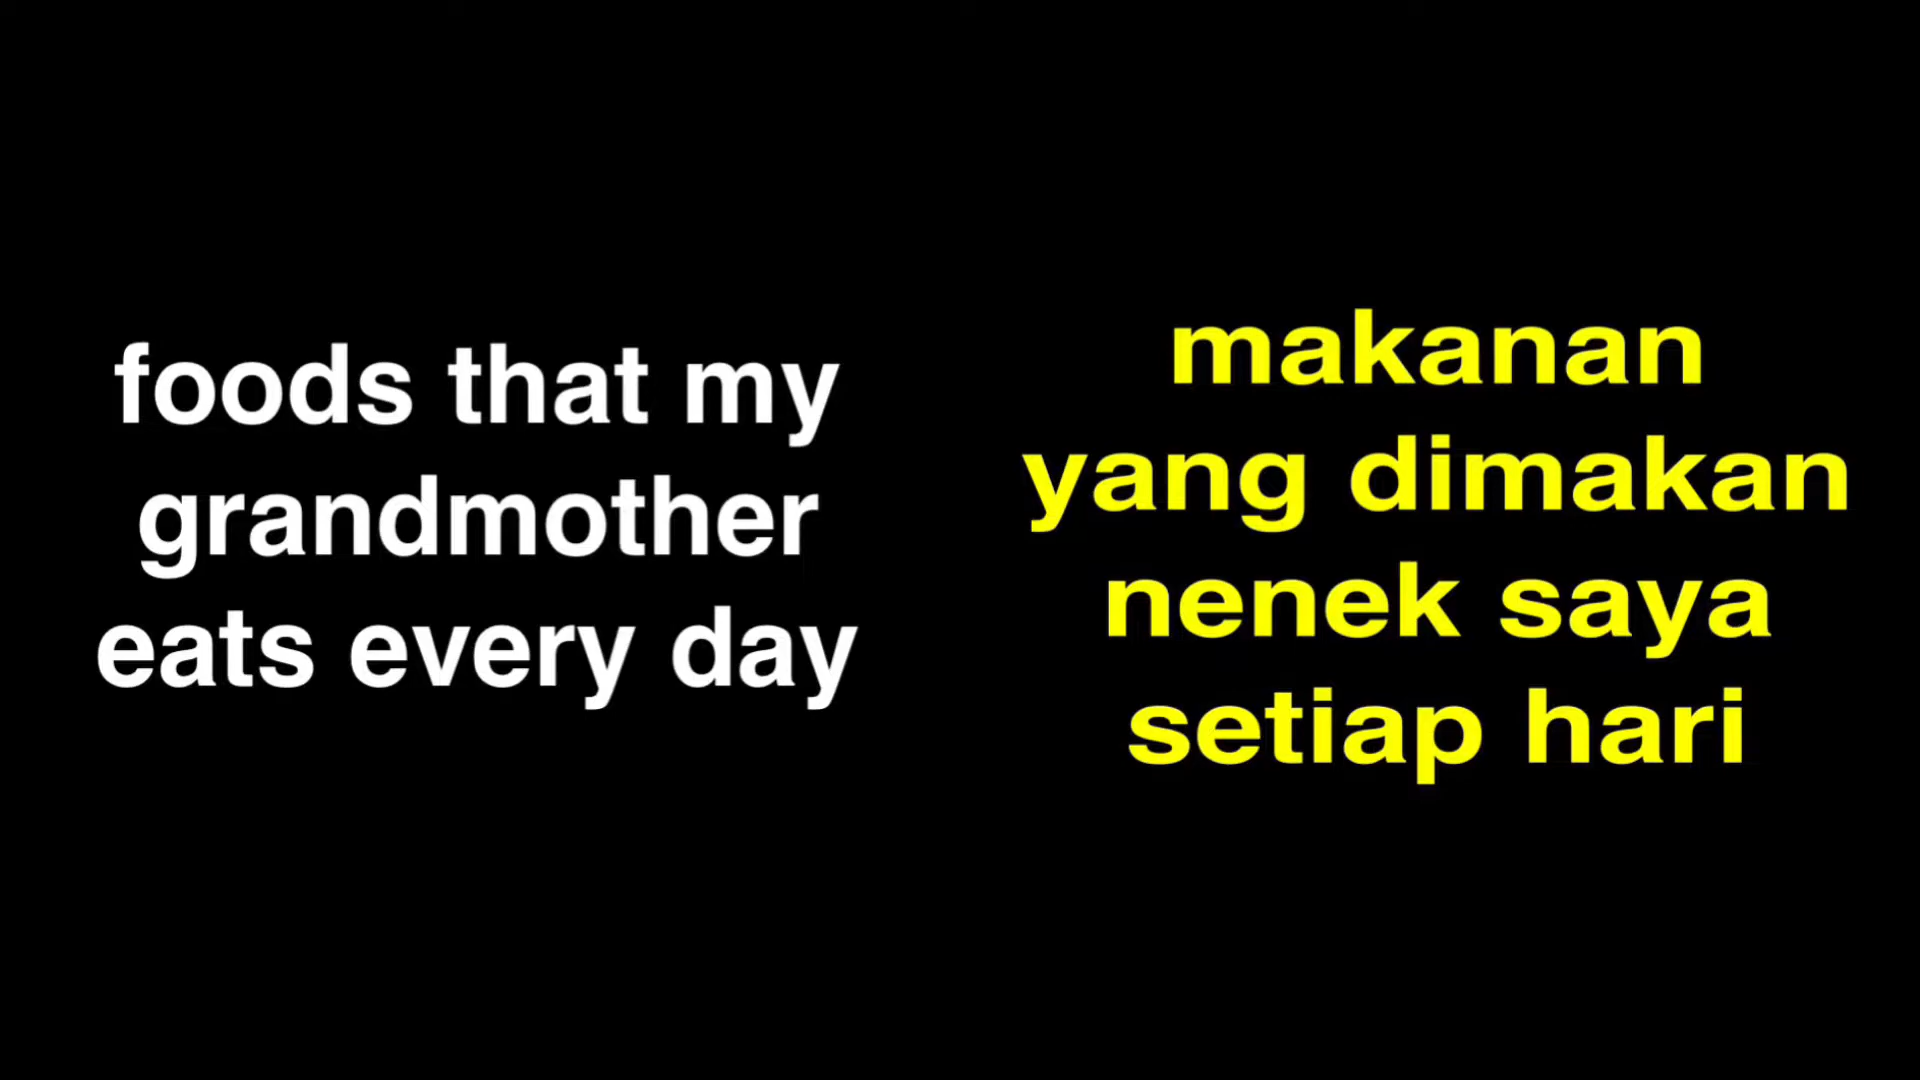 foods that my
grandmother
eats every day
makanan
yang dimakan
nenek saya
setiap hari